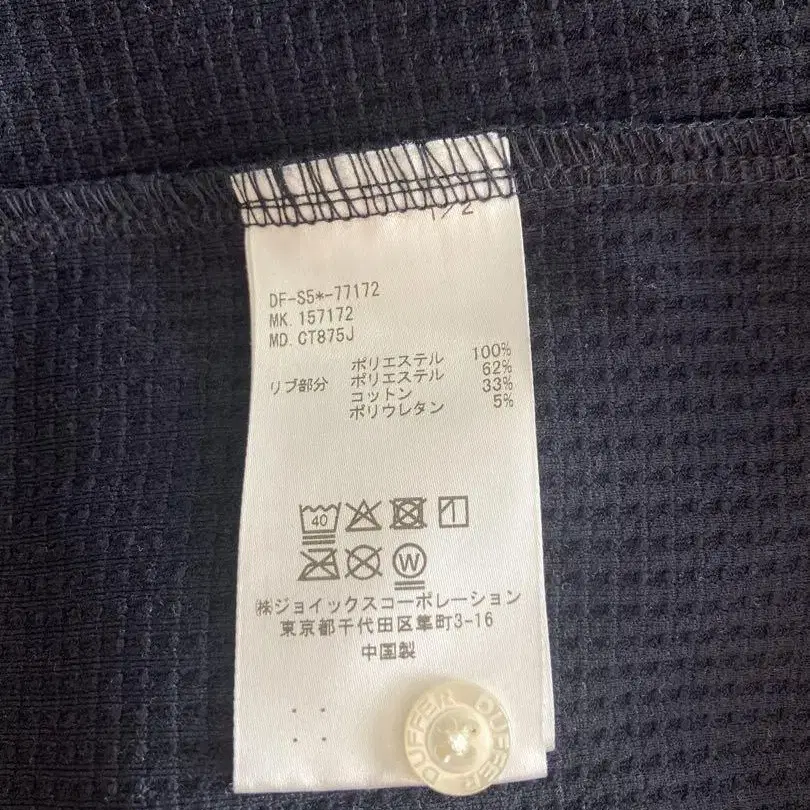 1/2
DF-S5*-77172
MK.157172
MD.CT875J
ポリエステル 100%
リブ部分 ポリエステル 62%
コットン 33%
ポリウレタン 5%
40
W
㈱ジョイックスコーポレーション
東京都千代田区隼町3-16
中国製
DUFFER DUFFER